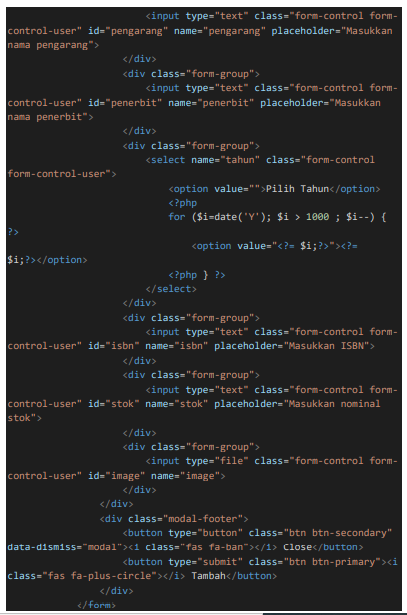 <input type="text" class="form-control form-
control-user" id="pengarang" name="pengarang" placeholder="Masukkan
nama pengarang">
</div>
<div class="form-group">
<input type="text" class="form-control form-
control-user" id="penerbit" name="penerbit" placeholder="Masukkan
nama penerbit">
</div>
<div class="form-group">
<select name="tahun" class="form-control
form-control-user">
<option value="">Pilih Tahun</option>
<?php
for ($i=date('Y'); $i > 1000 ; $i--) {
?>
<option value="<?= $i;?>"><?=
$i;?></option>
<?php } ?>
</select>
</div>
<div class="form-group">
<input type="text" class="form-control form-
control-user" id="isbn" name="isbn" placeholder="Masukkan ISBN">
</div>
<div class="form-group">
<input type="text" class="form-control form-
control-user" id="stok" name="stok" placeholder="Masukkan nominal
stok">
</div>
<div class="form-group">
<input type="file" class="form-control form-
control-user" id="image" name="image">
</div>
</div>
<div class="modal-footer">
<button type="button" class="btn btn-secondary"
data-dismiss="modal"><i class="fas fa-ban"></i> Close</button>
<button type="submit" class="btn btn-primary"><i
class="fas fa-plus-circle"></i> Tambah</button>
</div>
</form>